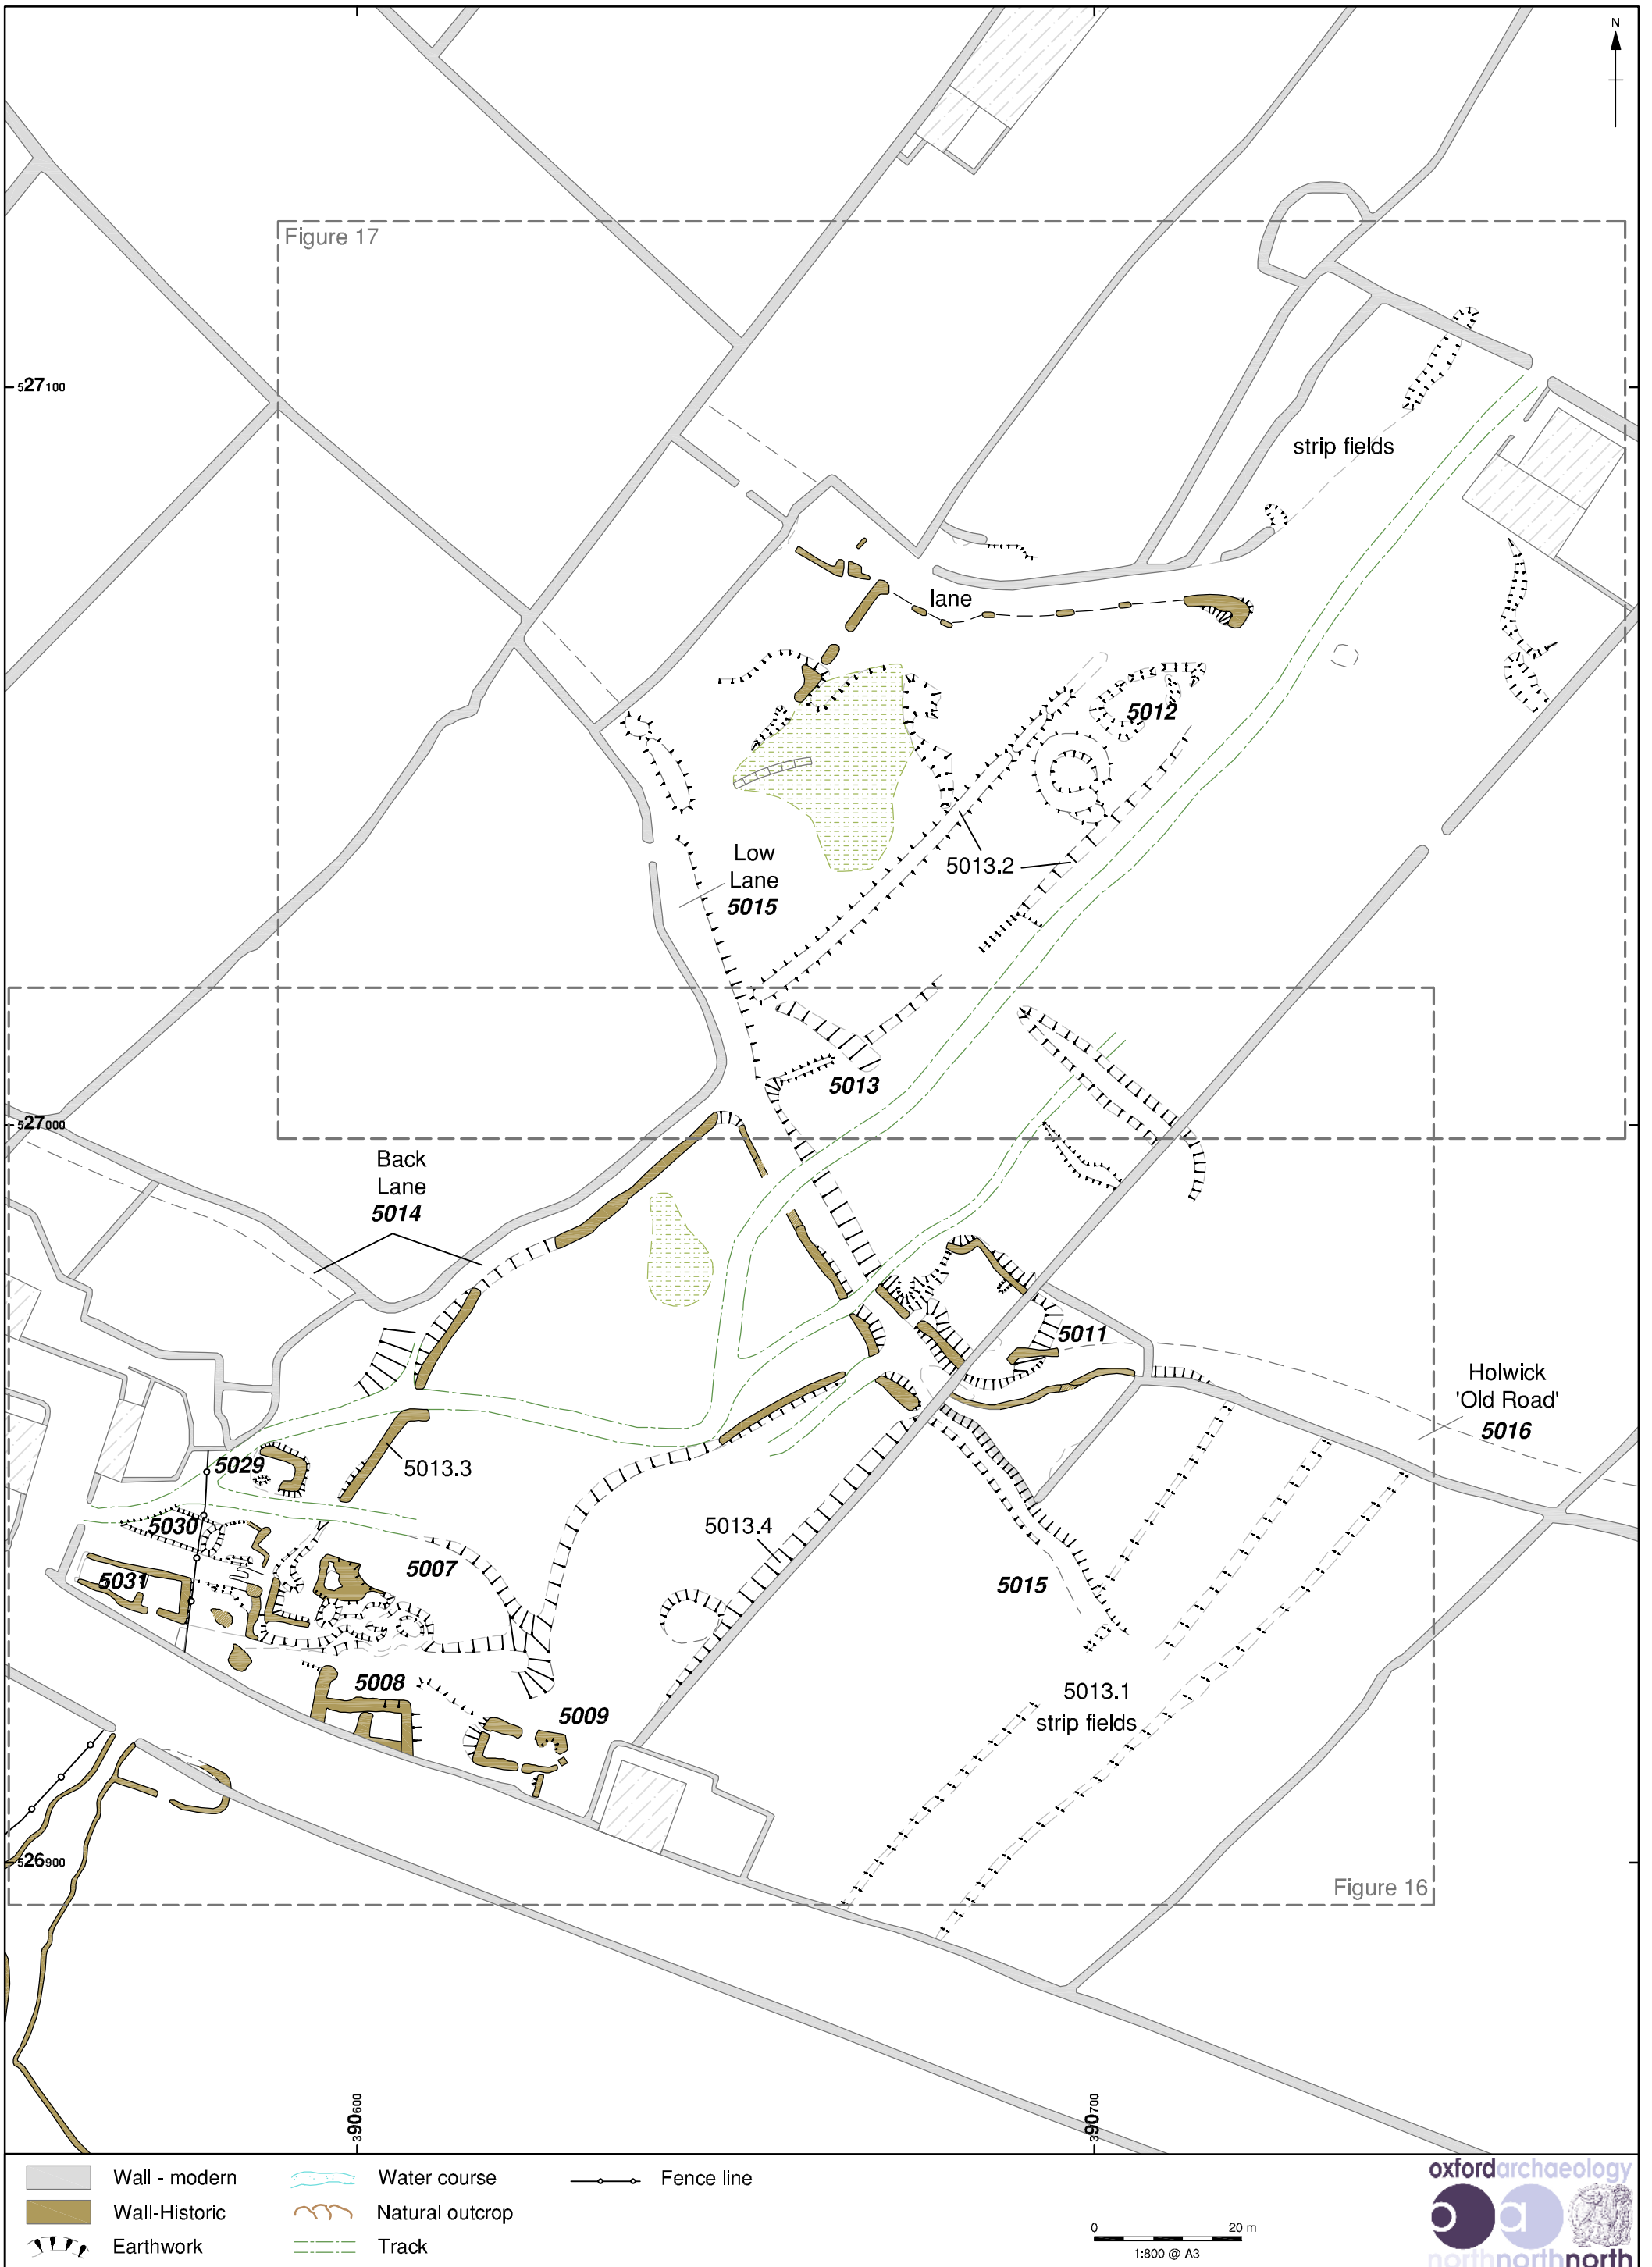 N
Figure 17
527100
strip fields
lane
5012
5013.2
Low
Lane
5015
5013
527000
Back
Lane
5014
5011
Holwick
'Old Road'
5016
5029
5013.3
5030
5013.4
5007
5031
5015
5008
5013.1
strip fields
5009
526900
Figure 16
390600
390700
Wall - modern
Water course
Fence line
Wall-Historic
Natural outcrop
Earthwork
Track
0 20 m
1:800 @ A3
oxfordarchaeology
oa
northnorthnorth